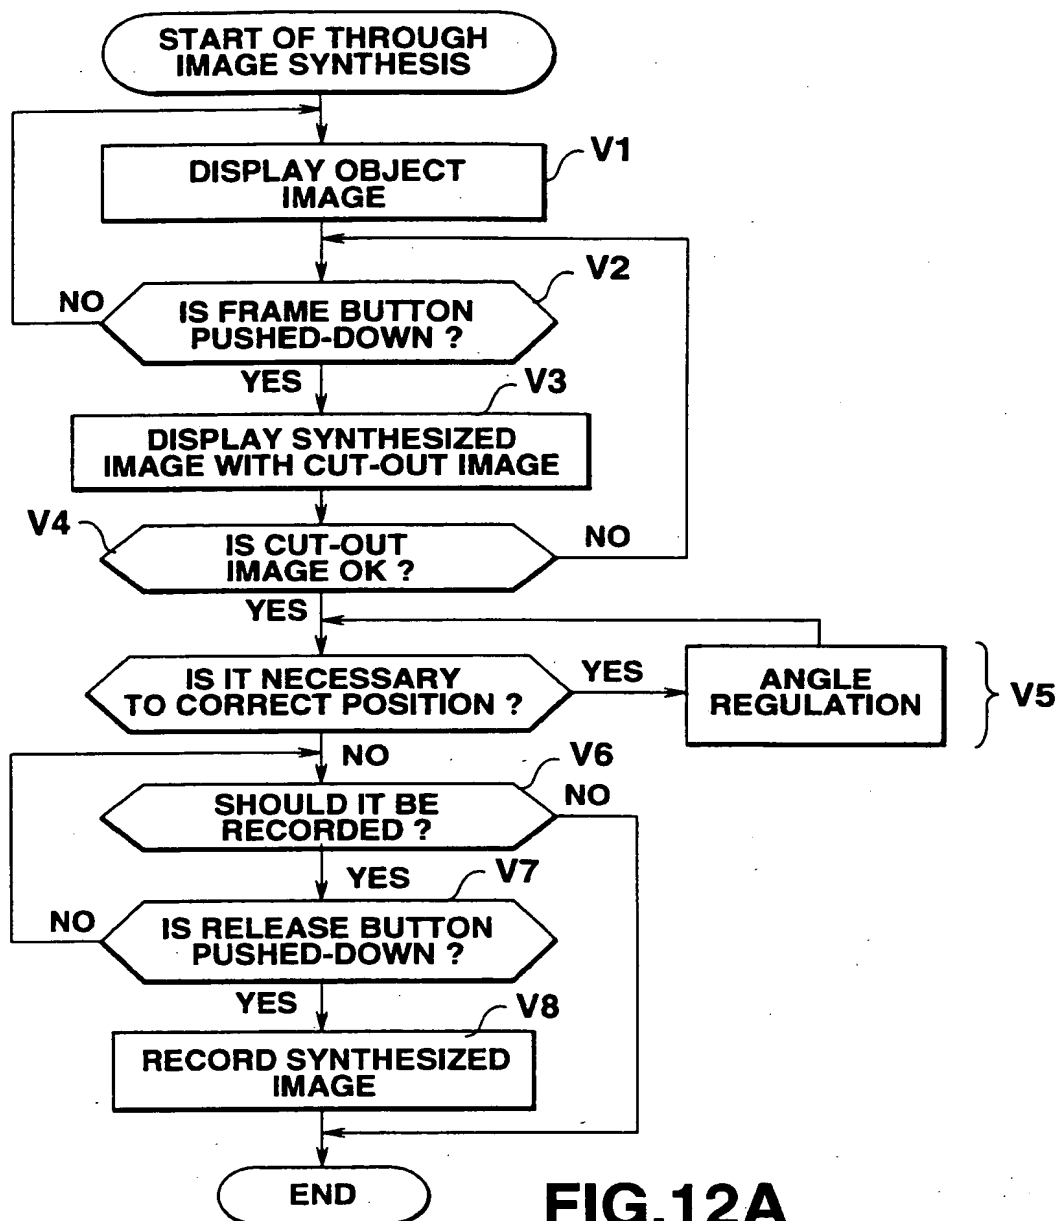 START OF THROUGH
IMAGE SYNTHESIS
V1
DISPLAY OBJECT
IMAGE
V2
NO
IS FRAME BUTTON
PUSHED-DOWN ?
YES
V3
DISPLAY SYNTHESIZED
IMAGE WITH CUT-OUT IMAGE
V4
IS CUT-OUT
IMAGE OK ?
NO
YES
IS IT NECESSARY
TO CORRECT POSITION ?
YES
ANGLE
REGULATION
V5
NO
V6
SHOULD IT BE
RECORDED ?
NO
YES
V7
NO
IS RELEASE BUTTON
PUSHED-DOWN ?
YES
V8
RECORD SYNTHESIZED
IMAGE
END
FIG.12A